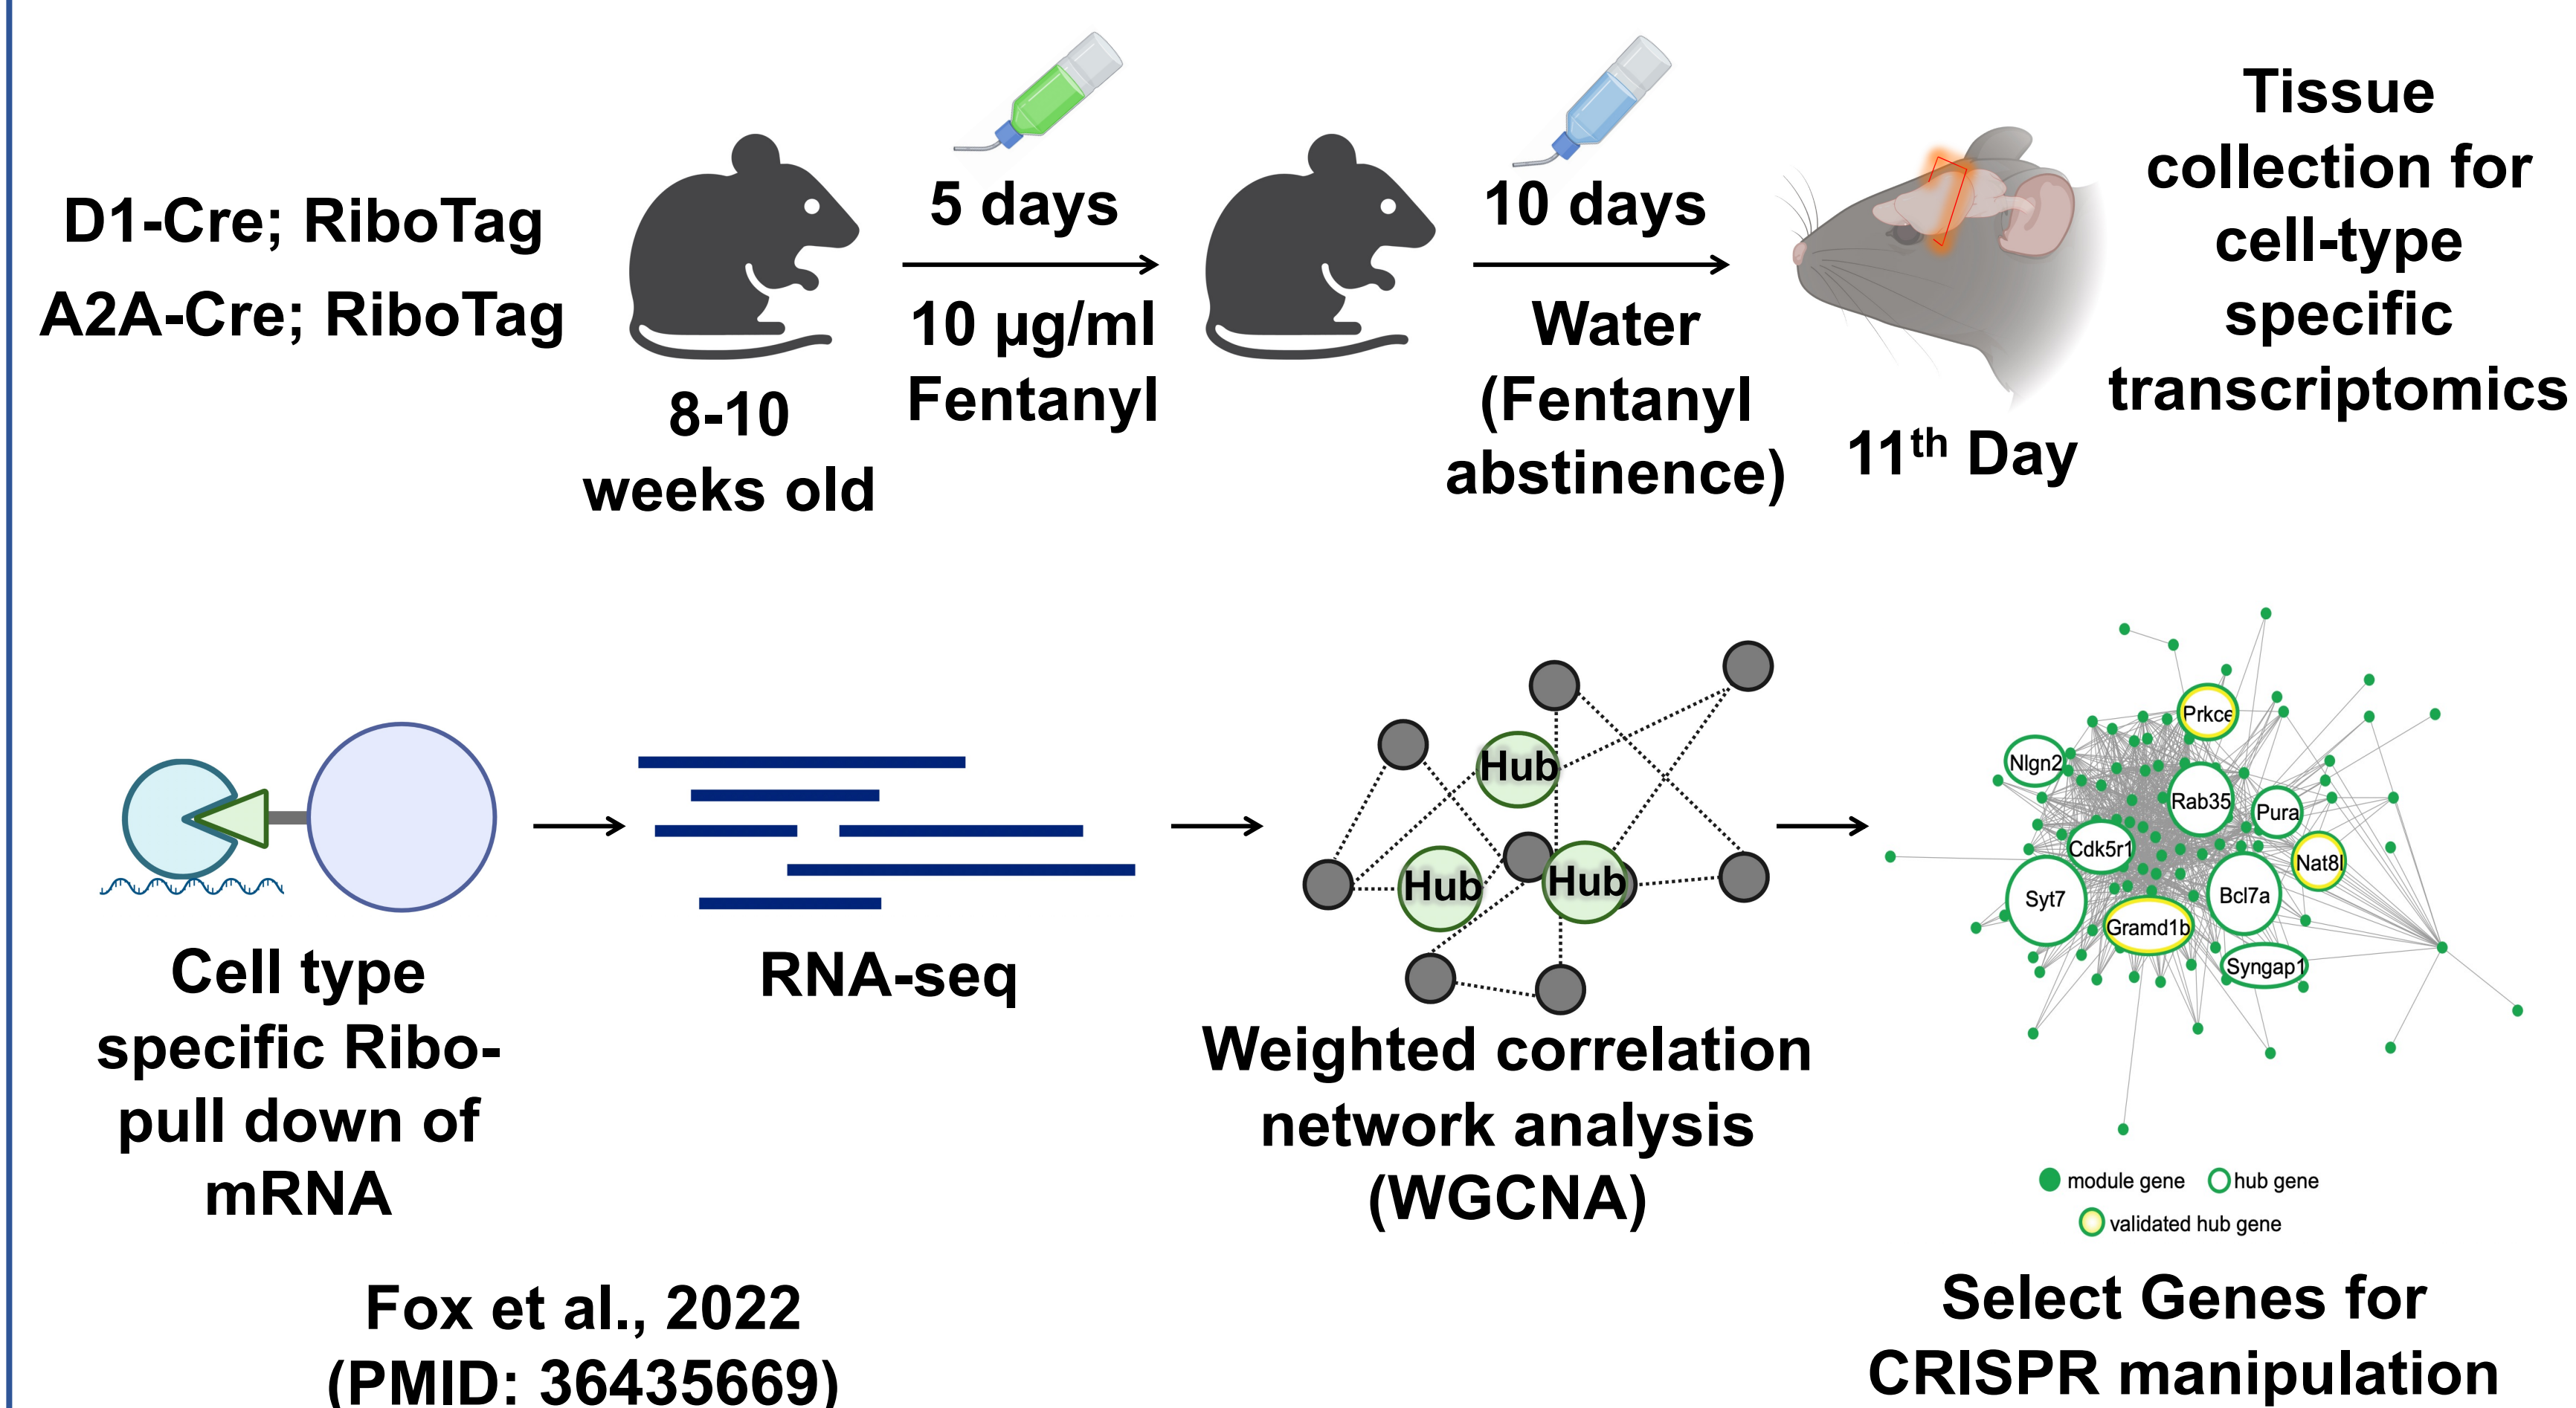 D1-Cre; RiboTag
A2A-Cre; RiboTag
8-10
weeks old
5 days
10 µg/ml
Fentanyl
10 days
Water
(Fentanyl
abstinence)
11th Day
Tissue
collection for
cell-type
specific
transcriptomics
Cell type
specific Ribo-
pull down of
mRNA
RNA-seq
Hub
Hub
Hub
Weighted correlation
network analysis
(WGCNA)
Prkce
Nlgn2
Rab35
Pura
Cdk5r1
Nat8l
Syt7
Bcl7a
Gramd1b
Syngap1
module gene
hub gene
validated hub gene
Select Genes for
CRISPR manipulation
Fox et al., 2022
(PMID: 36435669)